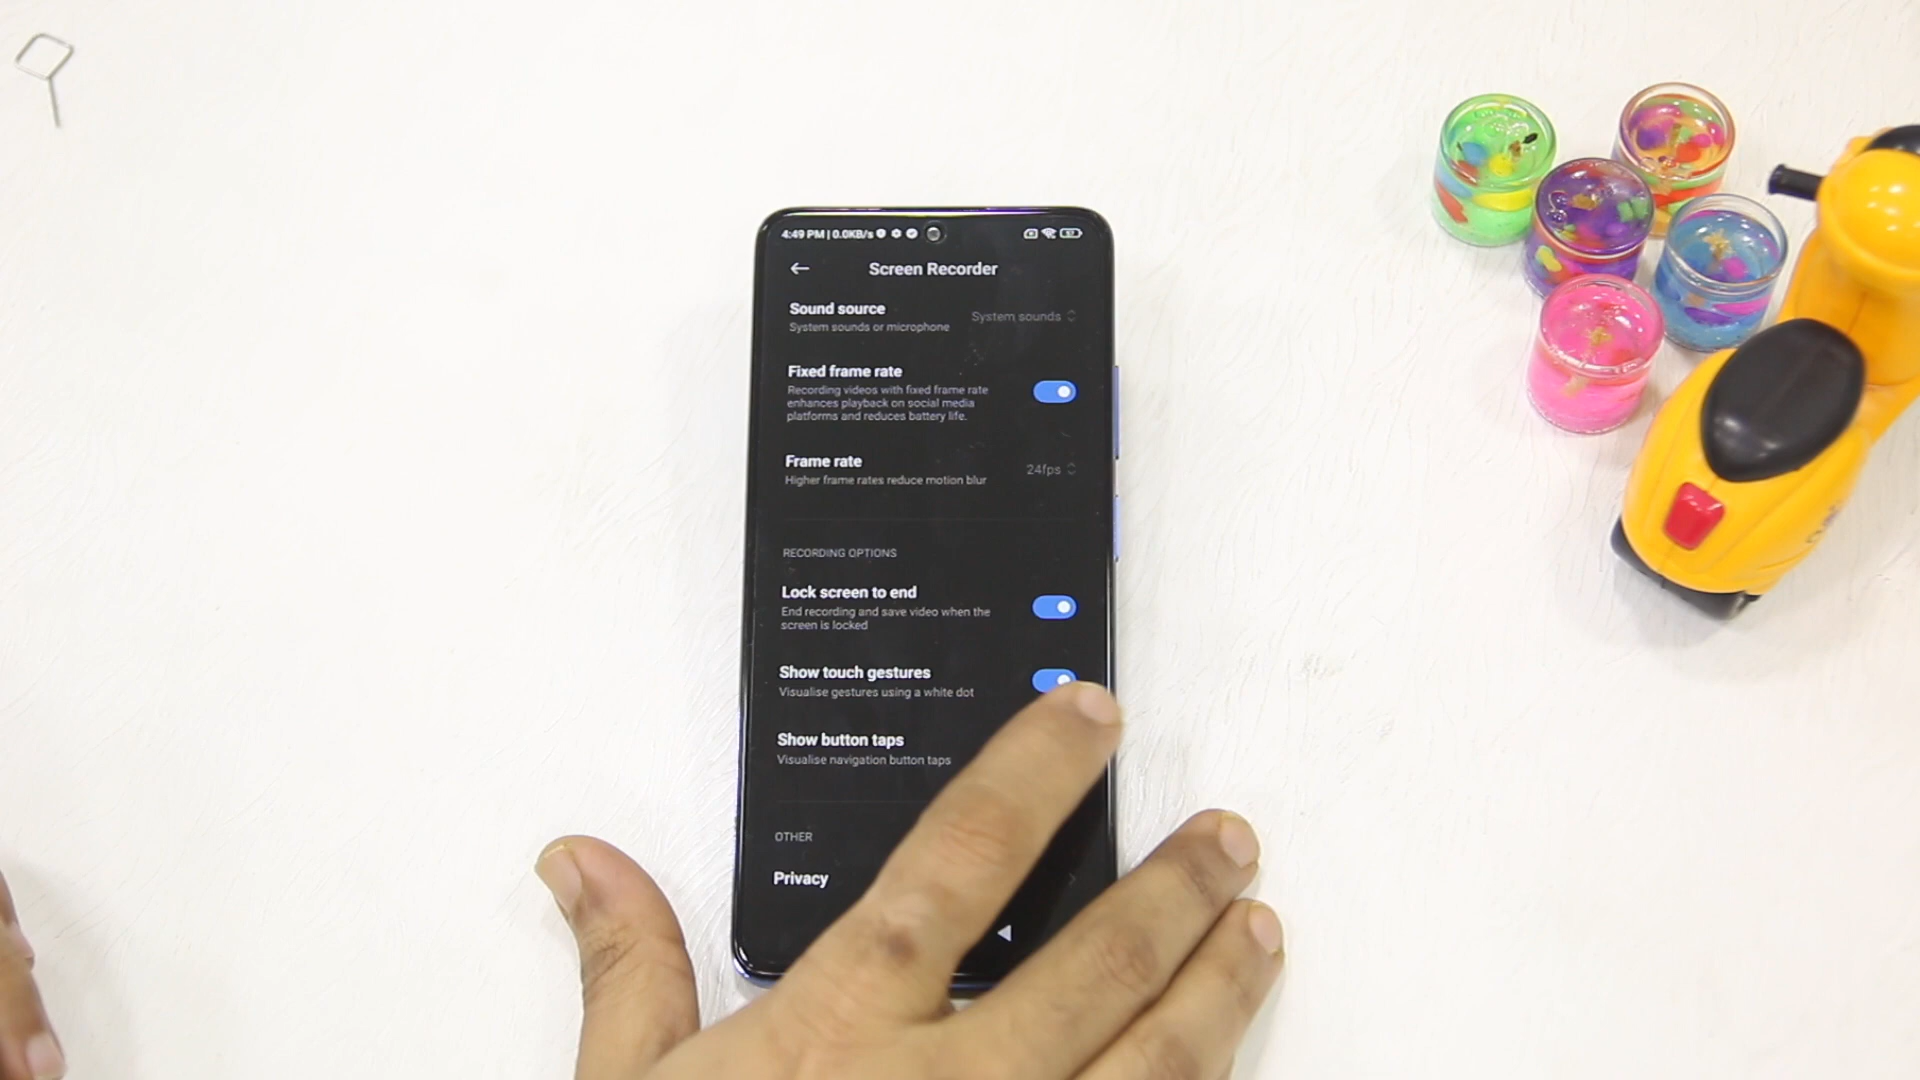 4:49 PM | 0.0KB/s
Screen Recorder
Sound source
System sounds or microphone
System sounds
Fixed frame rate
Recording videos with fixed frame rate
enhances playback on social media
platforms and reduces battery life.
Frame rate
Higher frame rates reduce motion blur
24fps
RECORDING OPTIONS
Lock screen to end
End recording and save video when the
screen is locked
Show touch gestures
Visualise gestures using a white dot
Show button taps
Visualise navigation button taps
OTHER
Privacy